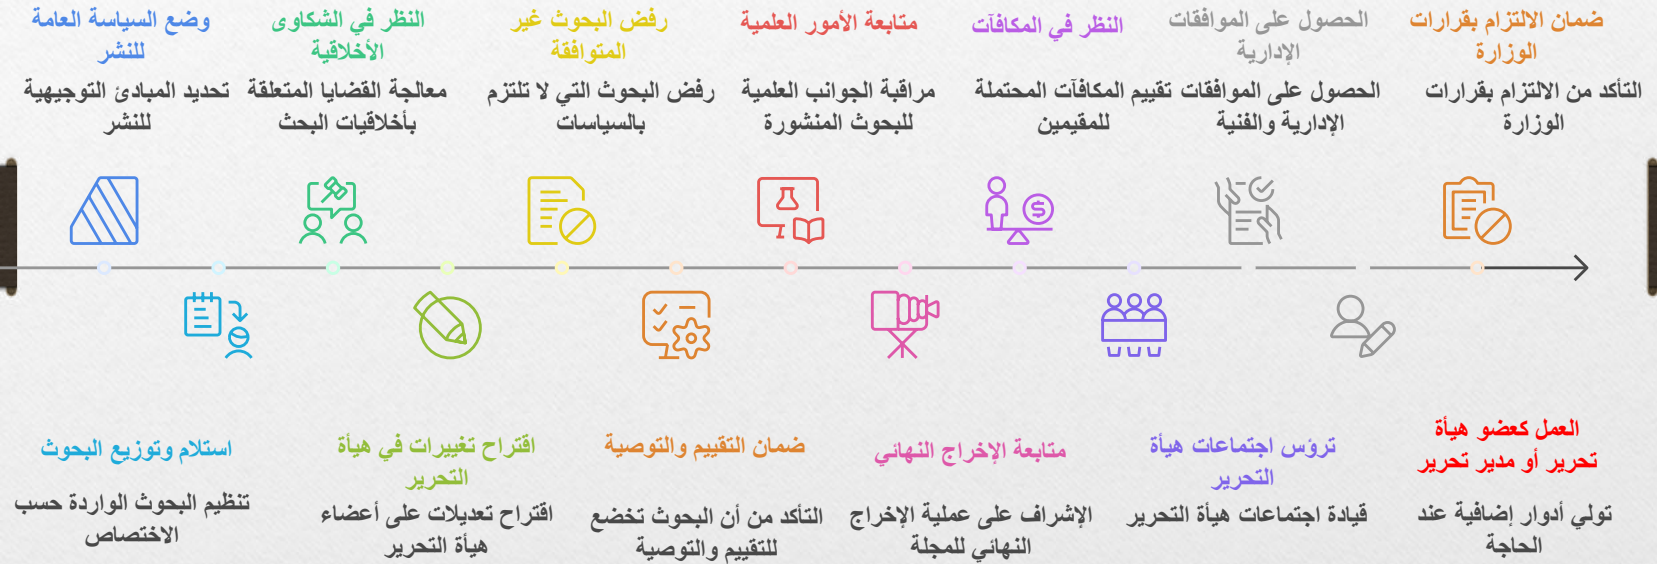 وضع السياسة العامة
للنشر
تحديد المبادئ التوجيهية
للنشر
النظر في الشكاوى
الأخلاقية
معالجة القضايا المتعلقة
بأخلاقيات البحث
رفض البحوث غير
المتوافقة
رفض البحوث التي لا تلتزم
بالسياسات
متابعة الأمور العلمية
مراقبة الجوانب العلمية
للبحوث المنشورة
النظر في المكافآت
تقييم المكافآت المحتملة
للمقيمين
الحصول على الموافقات
الإدارية
الحصول على الموافقات
الإدارية والفنية
ضمان الالتزام بقرارات
الوزارة
التأكد من الالتزام بقرارات
الوزارة
استلام وتوزيع البحوث
تنظيم البحوث الواردة حسب
الاختصاص
اقتراح تغييرات في هيأة
التحرير
اقتراح تعديلات على أعضاء
هيأة التحرير
ضمان التقييم والتوصية
التأكد من أن البحوث تخضع
للتقييم والتوصية
متابعة الإخراج النهائي
الإشراف على عملية الإخراج
النهائي للمجلة
ترؤس اجتماعات هيأة
التحرير
قيادة اجتماعات هيأة التحرير
العمل كعضو هيأة
تحرير أو مدير تحرير
تولي أدوار إضافية عند
الحاجة